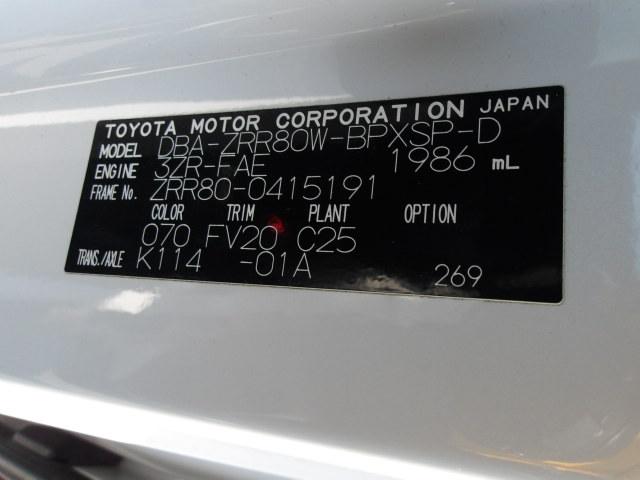 TOYOTA MOTOR CORPORATION JAPAN
MODEL DBA-ZRR80W-BPXSP-D
ENGINE 3ZR-FAE 1986 mL
FRAME No. ZRR80-0415191
COLOR TRIM PLANT OPTION
070 FV20 C25
TRANS./AXLE K114 -01A 269